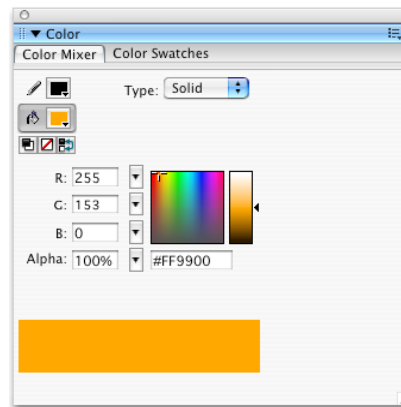 Color
Color Mixer Color Swatches
Type: Solid
R: 255
G: 153
B: 0
Alpha: 100% #FF9900